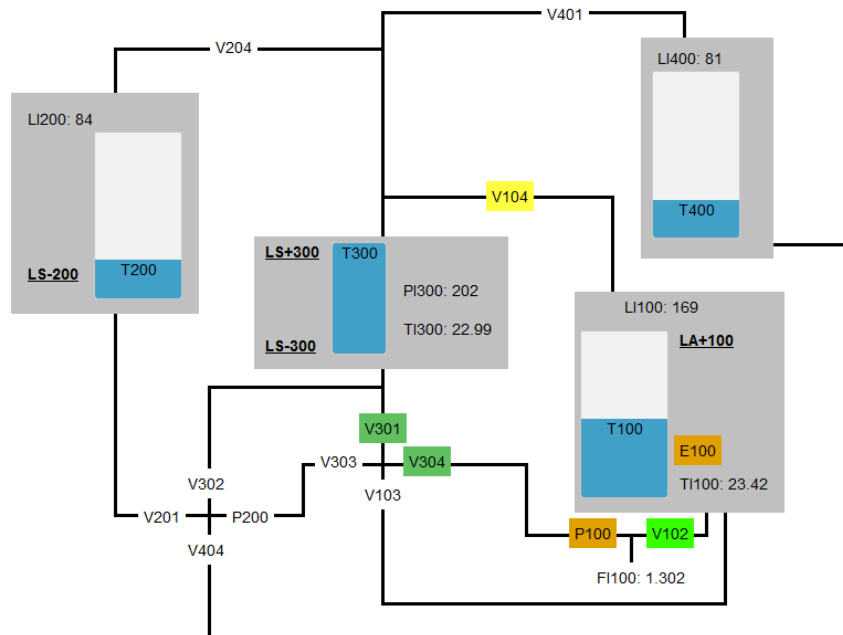 V401
V204
LI400: 81
T400
LI200: 84
LS-200
T200
V104
LS+300
T300
PI300: 202
TI300: 22.99
LS-300
LI100: 169
LA+100
T100
E100
TI100: 23.42
V301
V303
V304
V302
V103
V201
P200
V404
P100
V102
FI100: 1.302